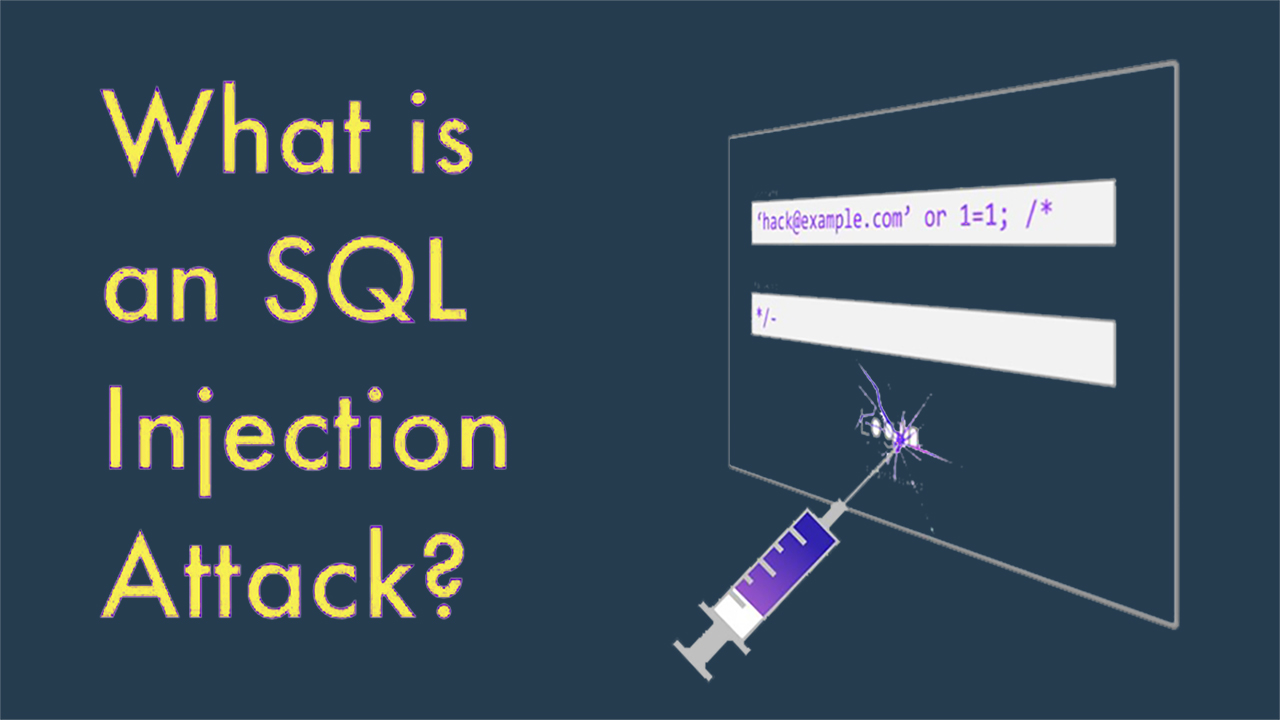 What is
an SQL
Injection
Attack?
‘hack@example.com’ or 1=1; /*
*/-